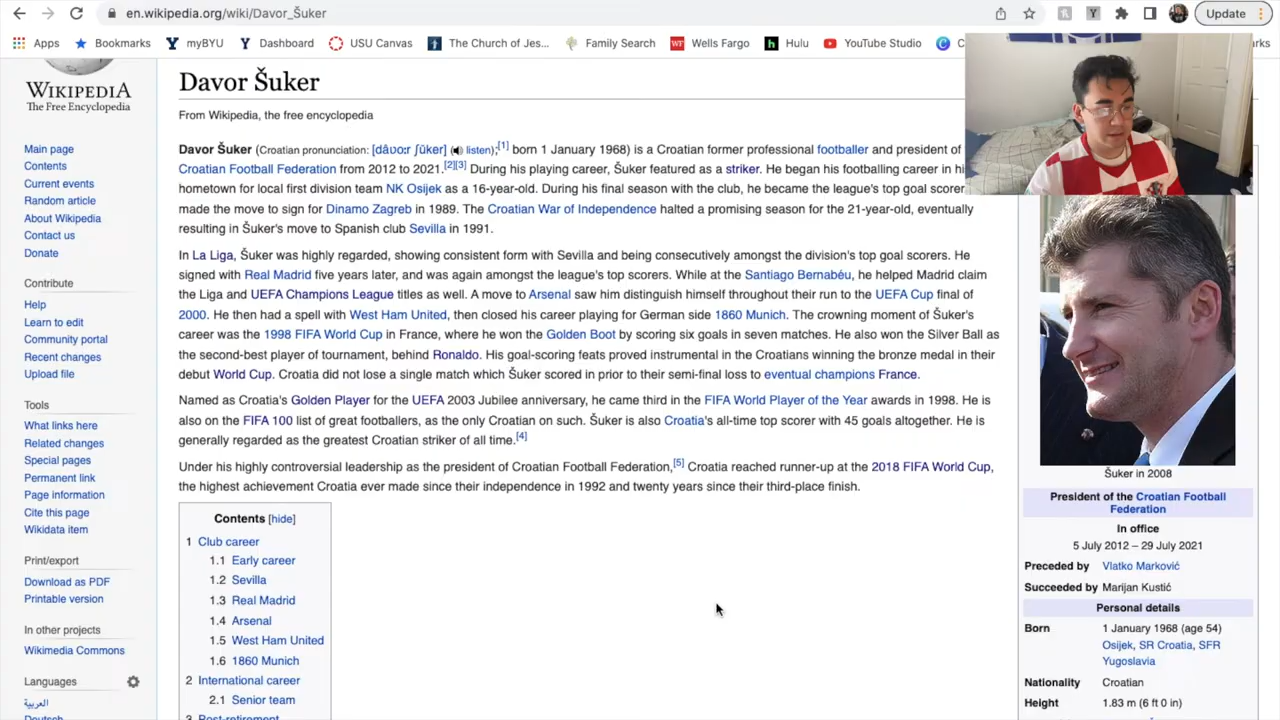 en.wikipedia.org/wiki/Davor_Šuker
Update
Apps
Bookmarks
myBYU
Dashboard
USU Canvas
The Church of Jes...
Family Search
Wells Fargo
Hulu
YouTube Studio
WIKIPEDIA
The Free Encyclopedia
Main page
Contents
Current events
Random article
About Wikipedia
Contact us
Donate
Contribute
Help
Learn to edit
Community portal
Recent changes
Upload file
Tools
What links here
Related changes
Special pages
Permanent link
Page information
Cite this page
Wikidata item
Print/export
Download as PDF
Printable version
In other projects
Wikimedia Commons
Languages
العربية
Davor Šuker
From Wikipedia, the free encyclopedia
Davor Šuker (Croatian pronunciation: [dâʋor ʃûker] (listen);[1] born 1 January 1968) is a Croatian former professional footballer and president of
Croatian Football Federation from 2012 to 2021.[2][3] During his playing career, Šuker featured as a striker. He began his footballing career in his
hometown for local first division team NK Osijek as a 16-year-old. During his final season with the club, he became the league's top goal scorer
made the move to sign for Dinamo Zagreb in 1989. The Croatian War of Independence halted a promising season for the 21-year-old, eventually
resulting in Šuker's move to Spanish club Sevilla in 1991.
In La Liga, Šuker was highly regarded, showing consistent form with Sevilla and being consecutively amongst the division's top goal scorers. He
signed with Real Madrid five years later, and was again amongst the league's top scorers. While at the Santiago Bernabéu, he helped Madrid claim
the Liga and UEFA Champions League titles as well. A move to Arsenal saw him distinguish himself throughout their run to the UEFA Cup final of
2000. He then had a spell with West Ham United, then closed his career playing for German side 1860 Munich. The crowning moment of Šuker's
career was the 1998 FIFA World Cup in France, where he won the Golden Boot by scoring six goals in seven matches. He also won the Silver Ball as
the second-best player of tournament, behind Ronaldo. His goal-scoring feats proved instrumental in the Croatians winning the bronze medal in their
debut World Cup. Croatia did not lose a single match which Šuker scored in prior to their semi-final loss to eventual champions France.
Named as Croatia's Golden Player for the UEFA 2003 Jubilee anniversary, he came third in the FIFA World Player of the Year awards in 1998. He is
also on the FIFA 100 list of great footballers, as the only Croatian on such. Šuker is also Croatia's all-time top scorer with 45 goals altogether. He is
generally regarded as the greatest Croatian striker of all time.[4]
Under his highly controversial leadership as the president of Croatian Football Federation,[5] Croatia reached runner-up at the 2018 FIFA World Cup,
the highest achievement Croatia ever made since their independence in 1992 and twenty years since their third-place finish.
Contents [hide]
1 Club career
1.1 Early career
1.2 Sevilla
1.3 Real Madrid
1.4 Arsenal
1.5 West Ham United
1.6 1860 Munich
2 International career
2.1 Senior team
3 Post-retirement
Šuker in 2008
President of the Croatian Football
Federation
In office
5 July 2012 – 29 July 2021
Preceded by Vlatko Marković
Succeeded by Marijan Kustić
Personal details
Born 1 January 1968 (age 54)
Osijek, SR Croatia, SFR
Yugoslavia
Nationality Croatian
Height 1.83 m (6 ft 0 in)